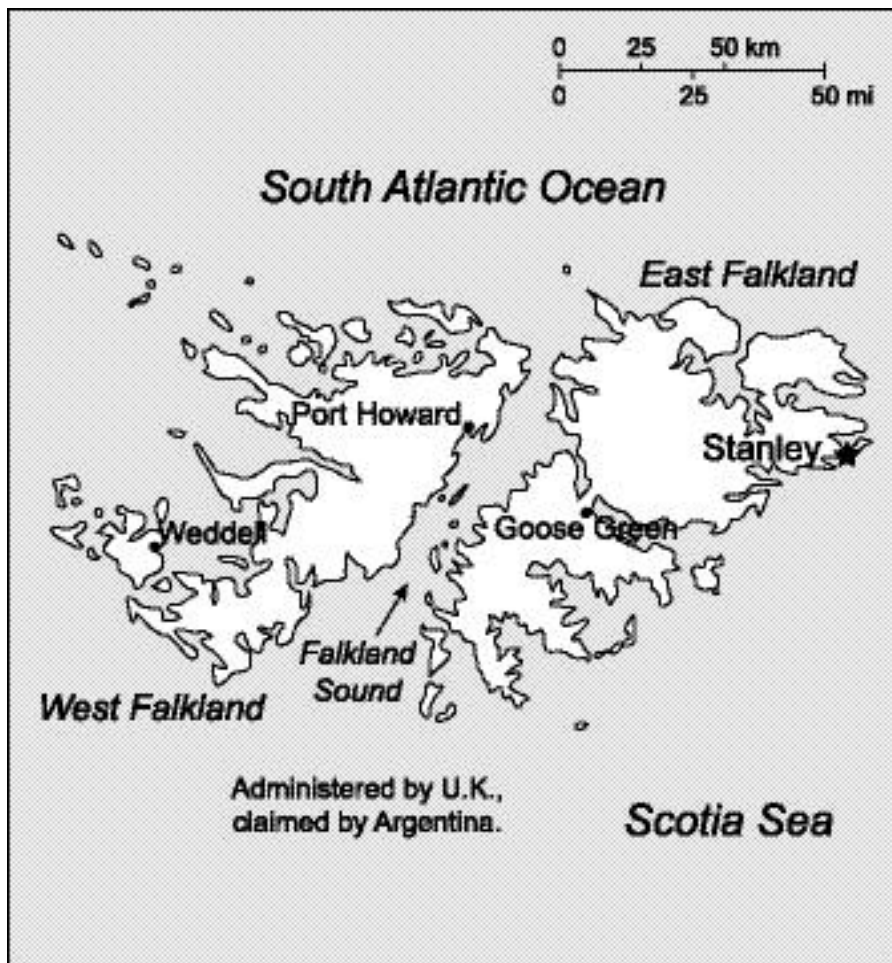 0 25 50 km
0 25 50 mi
South Atlantic Ocean
East Falkland
Port Howard
Stanley
Weddell
Goose Green
Falkland
Sound
West Falkland
Administered by U.K.,
claimed by Argentina.
Scotia Sea